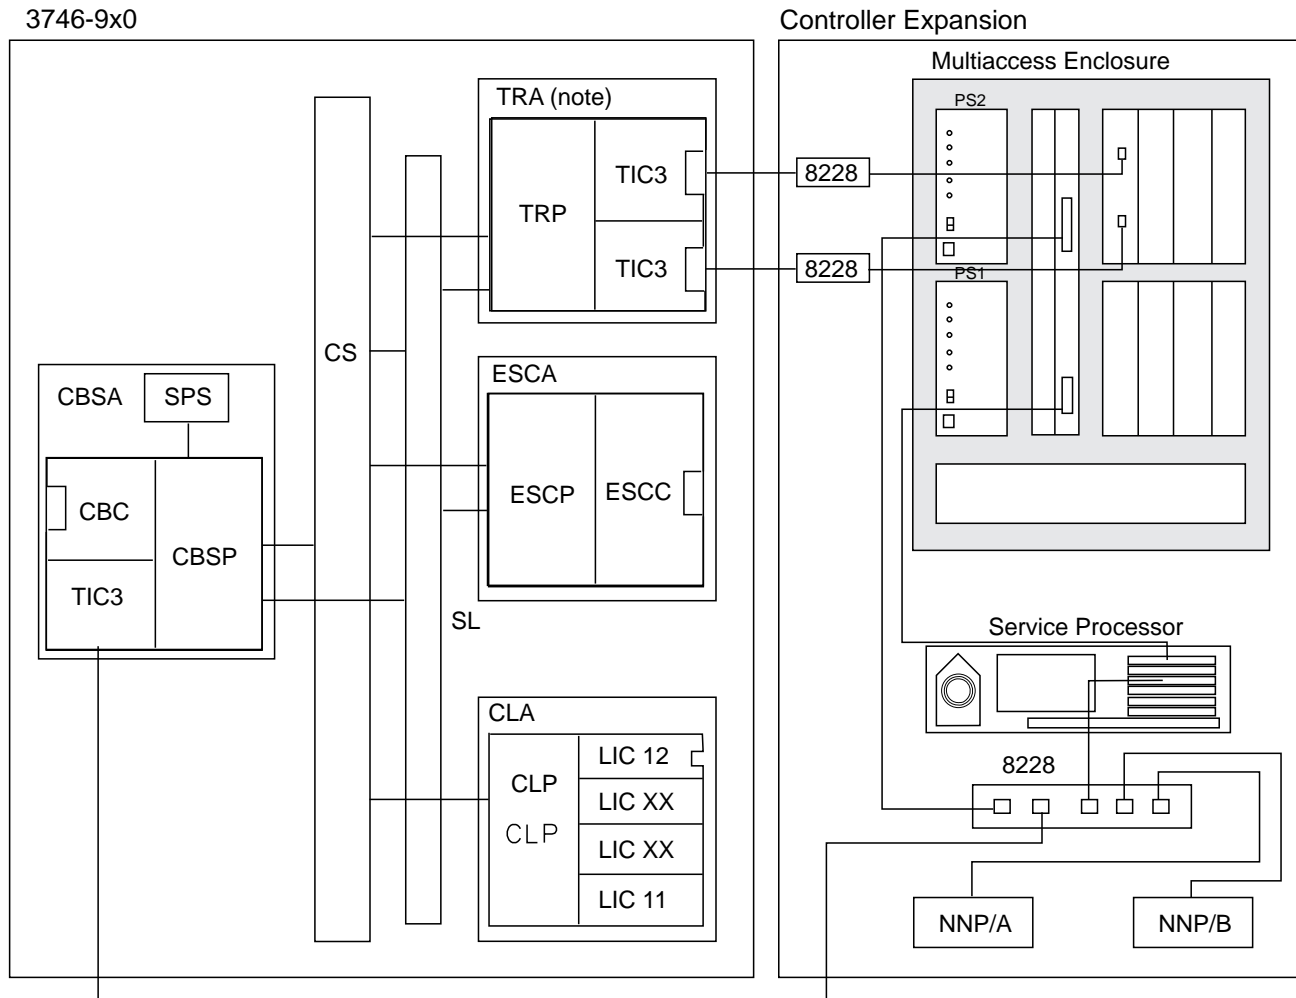 3746-9x0
Controller Expansion
Multiaccess Enclosure
TRA (note)
PS2
TIC3
8228
TRP
TIC3
8228
PS1
CS
ESCA
CBSA
SPS
ESCP
ESCC
CBC
CBSP
TIC3
SL
Service Processor
CLA
LIC 12
8228
CLP
LIC XX
CLP
LIC XX
LIC 11
NNP/A
NNP/B